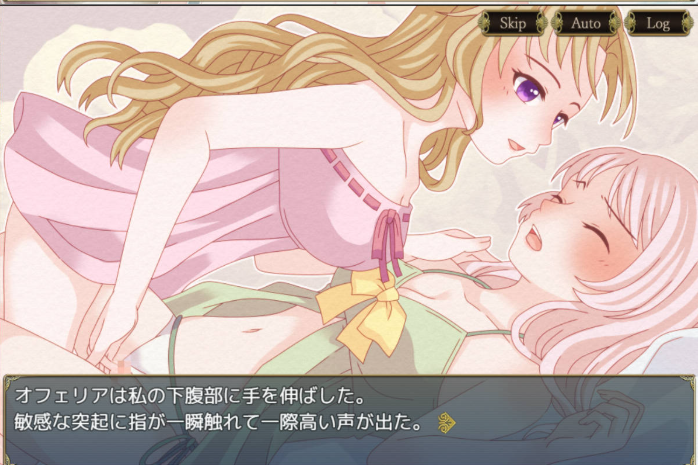 Skip
Auto
Log
オフェリアは私の下腹部に手を伸ばした。
敏感な突起に指が一瞬触れて一際高い声が出た。